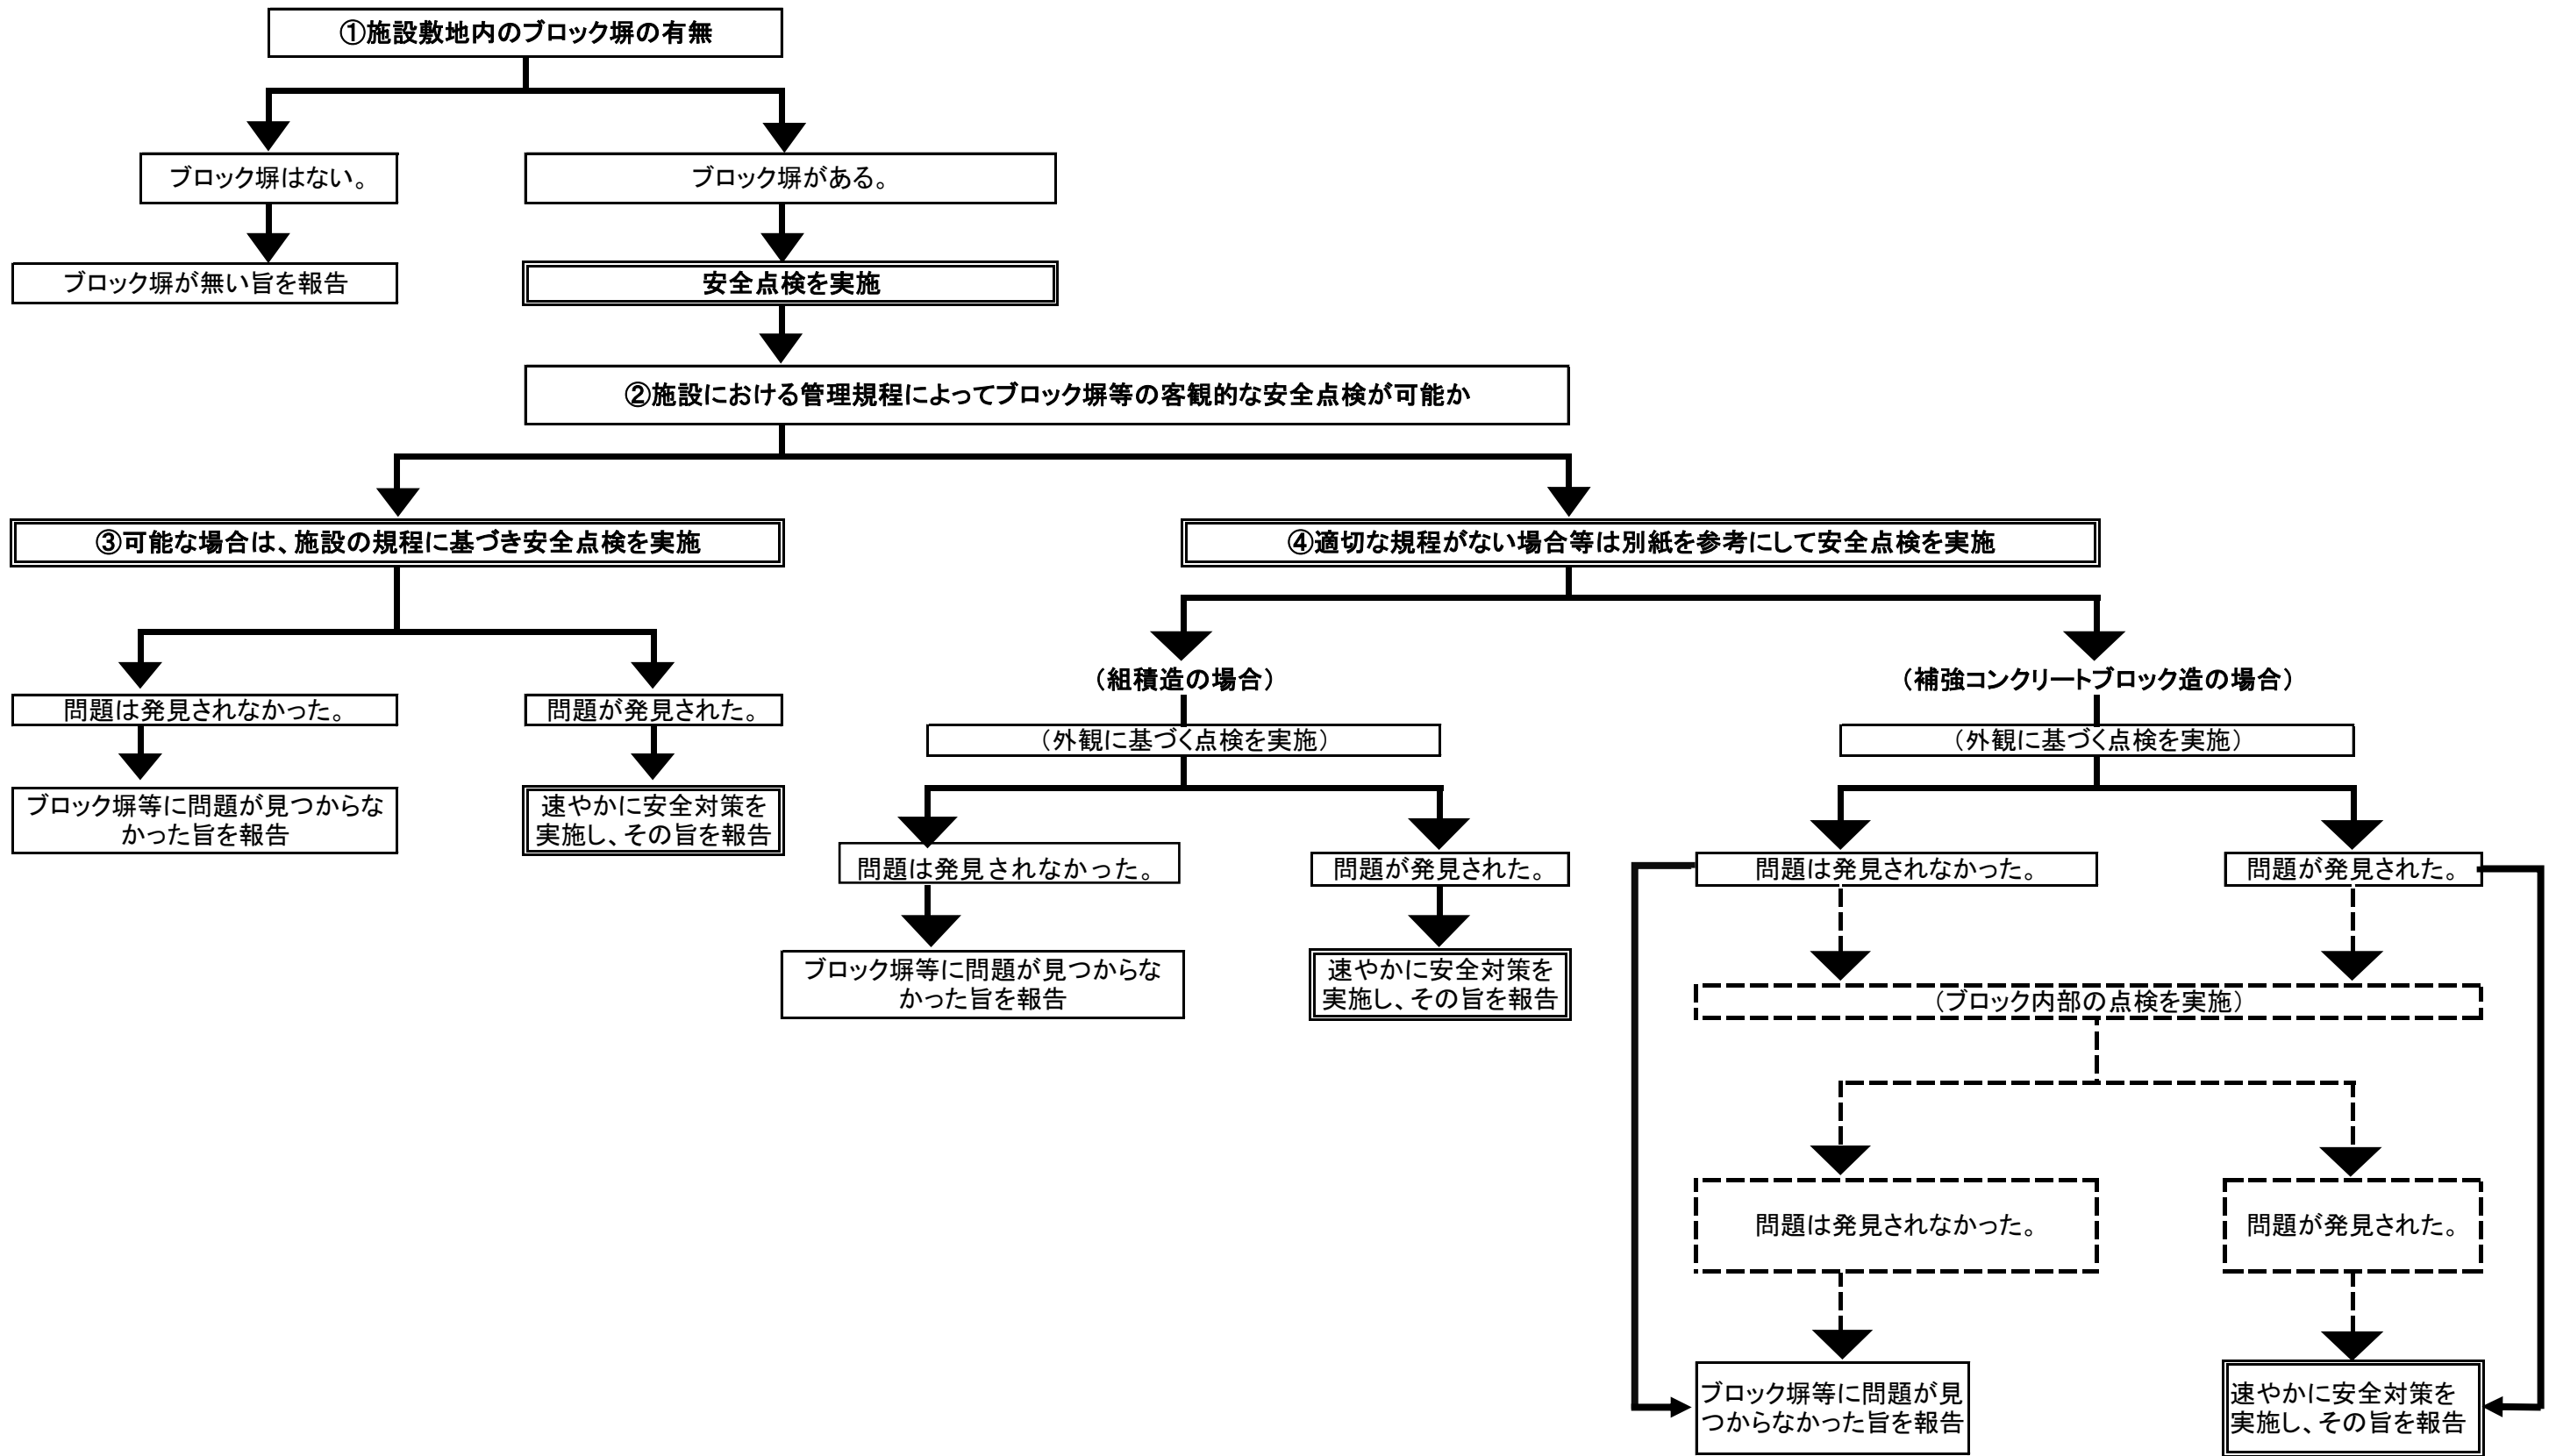 ①施設敷地内のブロック塀の有無
ブロック塀はない。
ブロック塀がある。
ブロック塀が無い旨を報告
安全点検を実施
②施設における管理規程によってブロック塀等の客観的な安全点検が可能か
③可能な場合は、施設の規程に基づき安全点検を実施
④適切な規程がない場合等は別紙を参考にして安全点検を実施
問題は発見されなかった。
問題が発見された。
ブロック塀等に問題が見つからな
かった旨を報告
速やかに安全対策を
実施し、その旨を報告
（組積造の場合）
（外観に基づく点検を実施）
問題は発見されなかった。
問題が発見された。
ブロック塀等に問題が見つからな
かった旨を報告
速やかに安全対策を
実施し、その旨を報告
（補強コンクリートブロック造の場合）
（外観に基づく点検を実施）
問題は発見されなかった。
問題が発見された。
（ブロック内部の点検を実施）
問題は発見されなかった。
問題が発見された。
ブロック塀等に問題が見
つからなかった旨を報告
速やかに安全対策を
実施し、その旨を報告